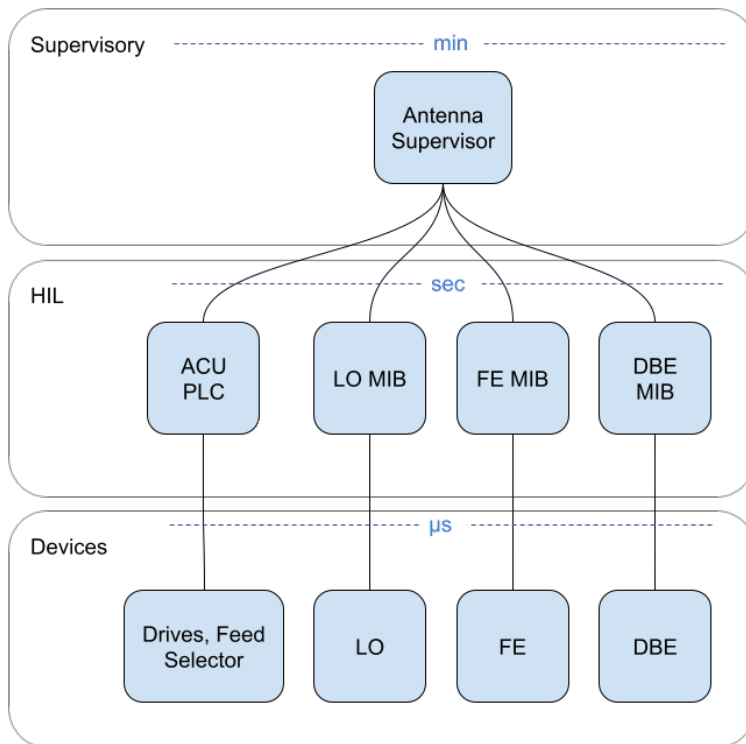 Supervisory
min
Antenna
Supervisor
HIL
sec
ACU
PLC
LO MIB
FE MIB
DBE
MIB
Devices
µs
Drives, Feed
Selector
LO
FE
DBE